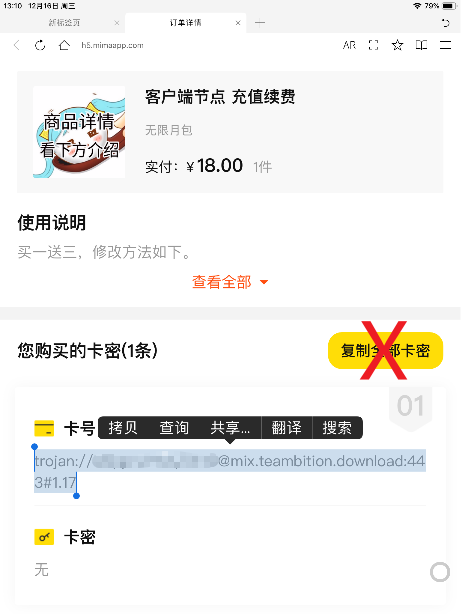 13:10 12月16日 周三
79%
新标签页
订单详情
h5.mimaapp.com
AR
商品详情
看下方介绍
客户端节点 充值续费
无限月包
实付：￥18.00 1件
使用说明
买一送三，修改方法如下。
查看全部
您购买的卡密(1条)
复制全部卡密
01
卡号
拷贝 查询 共享... 翻译 搜索
trojan://
@mix.teambition.download:44
3#1.17
卡密
无